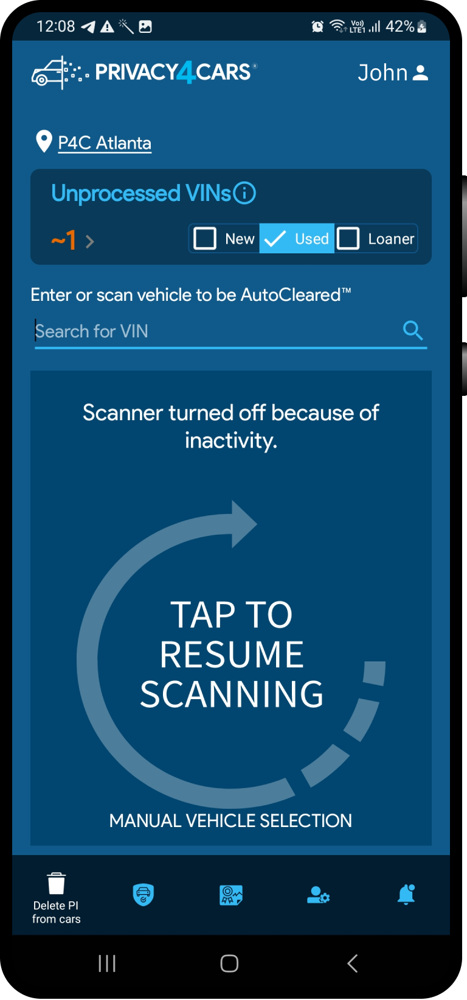 12:08 Vo)) LTE1 42%
PRIVACY4CARS® John
P4C Atlanta
Unprocessed VINs
~1 New Used Loaner
Enter or scan vehicle to be AutoCleared™
Search for VIN
Scanner turned off because of
inactivity.
TAP TO
RESUME
SCANNING
MANUAL VEHICLE SELECTION
Delete PI
from cars